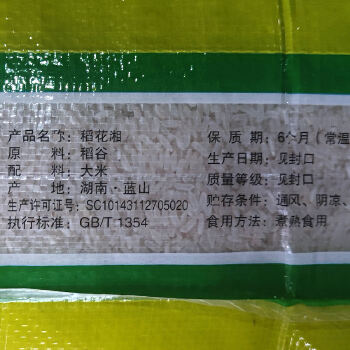 产品名称：稻花湘
原　　料：稻谷
配　　料：大米
产　　地：湖南·蓝山
生产许可证号：SC10143112705020
执行标准：GB/T 1354
保 质 期：6个月（常温
生产日期：见封口
质量等级：见封口
贮存条件：通风、阴凉、
食用方法：煮熟食用